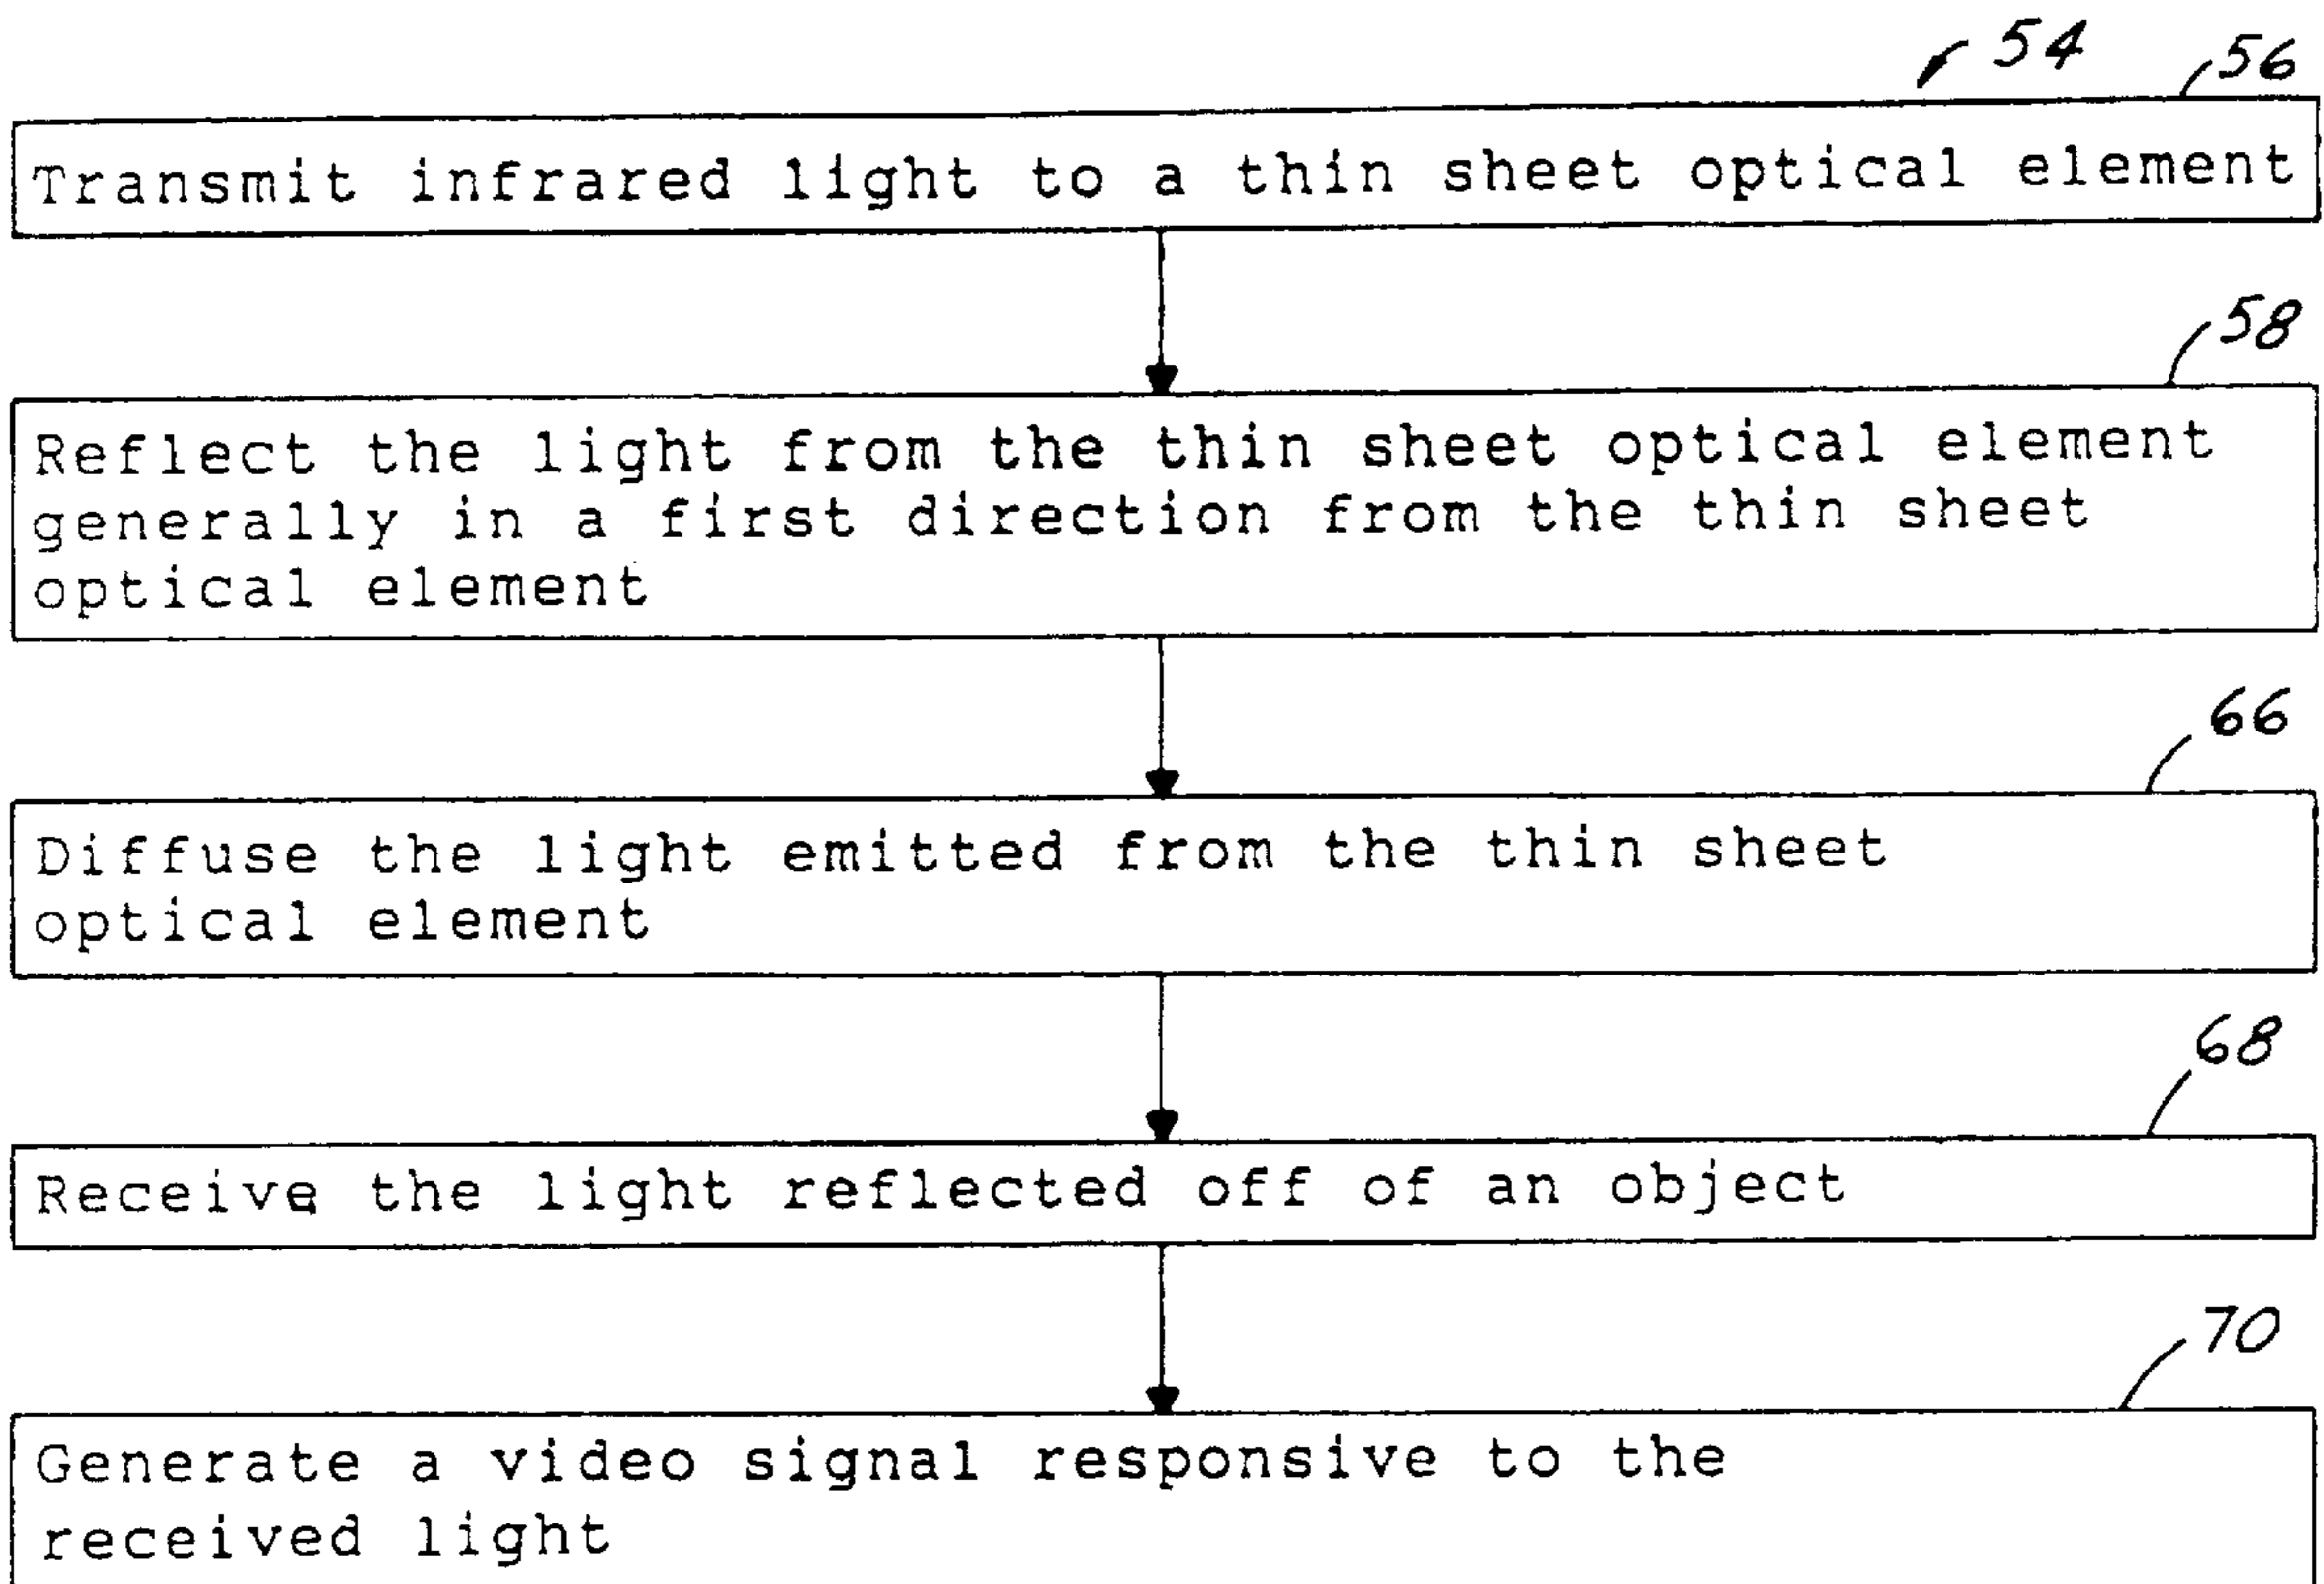 54
56
Transmit infrared light to a thin sheet optical element
58
Reflect the light from the thin sheet optical element
generally in a first direction from the thin sheet
optical element
66
Diffuse the light emitted from the thin sheet
optical element
68
Receive the light reflected off of an object
70
Generate a video signal responsive to the
received light